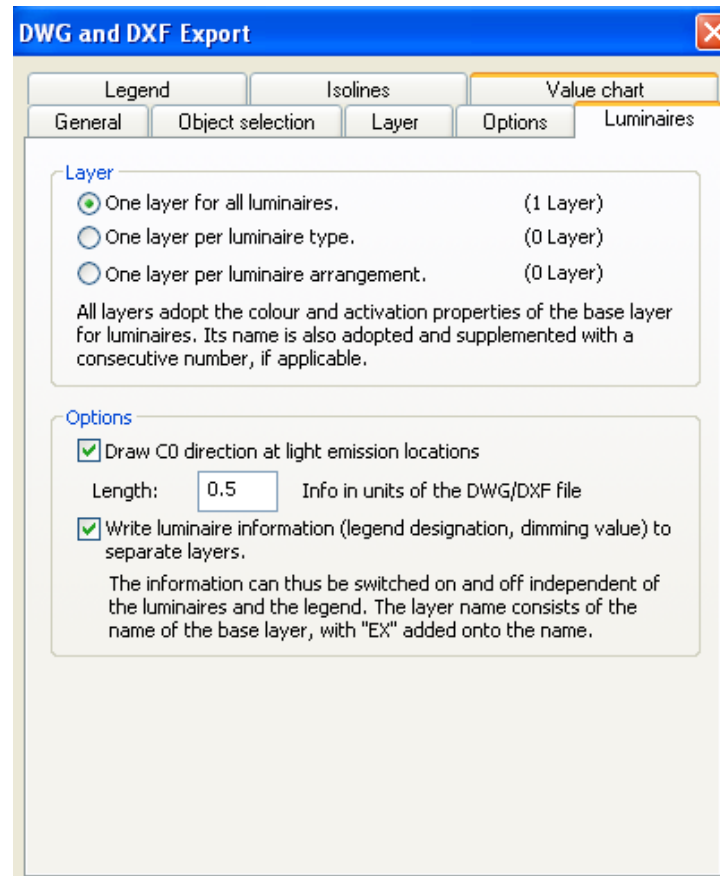 DWG and DXF Export
Legend Isolines Value chart
General Object selection Layer Options Luminaires
Layer
One layer for all luminaires. (1 Layer)
One layer per luminaire type. (0 Layer)
One layer per luminaire arrangement. (0 Layer)
All layers adopt the colour and activation properties of the base layer
for luminaires. Its name is also adopted and supplemented with a
consecutive number, if applicable.
Options
Draw C0 direction at light emission locations
Length: 0.5 Info in units of the DWG/DXF file
Write luminaire information (legend designation, dimming value) to
separate layers.
The information can thus be switched on and off independent of
the luminaires and the legend. The layer name consists of the
name of the base layer, with "EX" added onto the name.